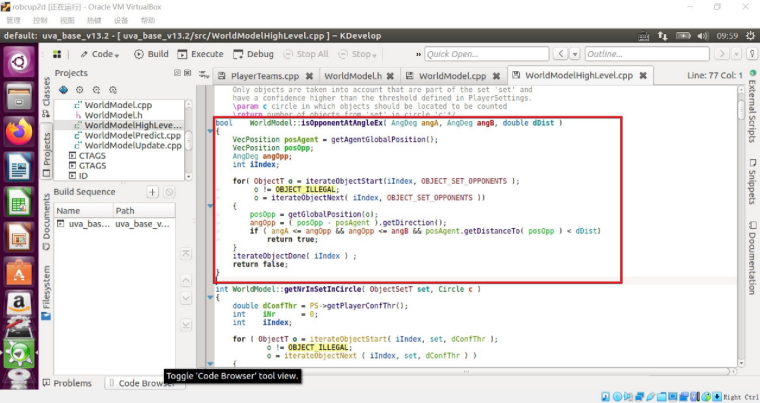 robcup2d [正在运行] - Oracle VM VirtualBox
管理 控制 视图 热键 设备 帮助
default: uva_base_v13.2 - [ uva_base_v13.2/src/WorldModelHighLevel.cpp ] - KDevelop
09:59
Code
Build
Execute
Debug
Stop All
Stop
»
Quick Open...
Outline...
Projects
PlayerTeams.cpp
WorldModel.h
WorldModel.cpp
WorldModelHighLevel.cpp
Line: 77 Col: 1
Classes
Projects
Documents
Filesystem
External Scripts
Snippets
Documentation
WorldModel.cpp
WorldModel.h
WorldModelHighLeve...
WorldModelPredict.cpp
WorldModelUpdate.cpp
CTAGS
GTAGS
ID
Build Sequence
Name Path
uva_bas... uva_base_v...
Only objects are taken into account that are part of the set 'set' and
have a confidence higher than the threshold defined in PlayerSettings.
\param c circle in which objects should be located to be counted
\return number of objects from 'set' in circle 'c'*/
bool WorldModel::isOpponentAtAngleEx( AngDeg angA, AngDeg angB, double dDist )
{
VecPosition posAgent = getAgentGlobalPosition();
VecPosition posOpp;
AngDeg angOpp;
int iIndex;
for( ObjectT o = iterateObjectStart(iIndex, OBJECT_SET_OPPONENTS );
o != OBJECT_ILLEGAL;
o = iterateObjectNext( iIndex, OBJECT_SET_OPPONENTS ))
{
posOpp = getGlobalPosition(o);
angOpp = ( posOpp - posAgent ).getDirection();
if ( angA <= angOpp && angOpp <= angB && posAgent.getDistanceTo( posOpp ) < dDist)
return true;
}
iterateObjectDone( iIndex ) ;
return false;
}
int WorldModel::getNrInSetInCircle( ObjectSetT set, Circle c )
{
double dConfThr = PS->getPlayerConfThr();
int iNr = 0;
int iIndex;
for ( ObjectT o = iterateObjectStart( iIndex, set, dConfThr );
o != OBJECT_ILLEGAL;
o = iterateObjectNext ( iIndex, set, dConfThr ) )
{
Toggle 'Code Browser' tool view.
Problems
Code Browser
Right Ctrl